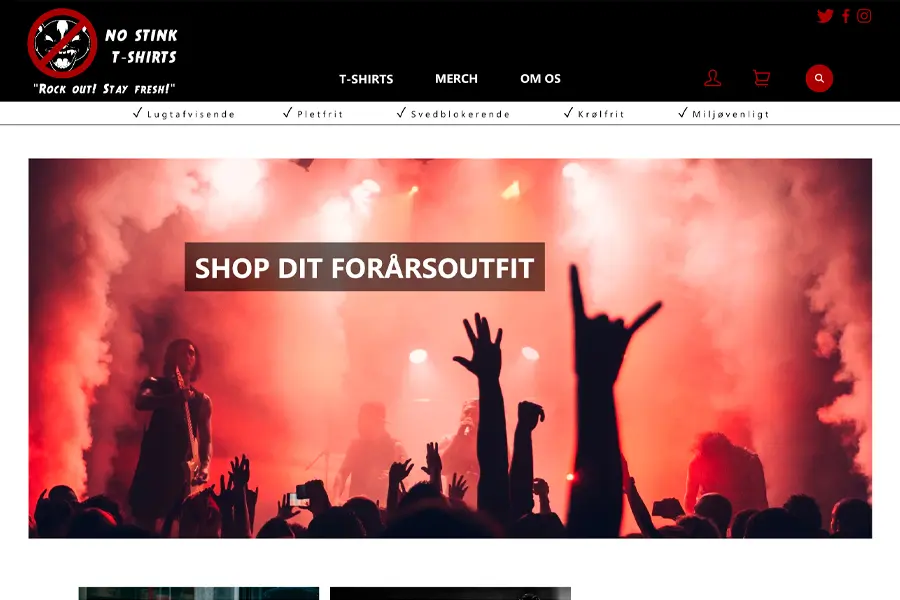 NO STINK
T-SHIRTS
"ROCK OUT! STAY FRESH!"
T-SHIRTS MERCH OM OS
✓ Lugtafvisende ✓ Pletfrit ✓ Svedblokerende ✓ Krølfrit ✓ Miljøvenligt
SHOP DIT FORÅRSOUTFIT